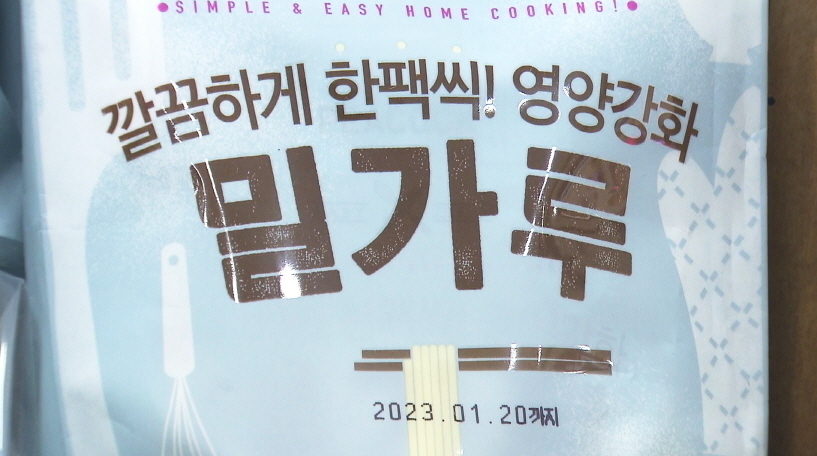 •SIMPLE & EASY HOME COOKING!•
깔끔하게 한팩씩! 영양강화
밀가루
2023.01.20까지